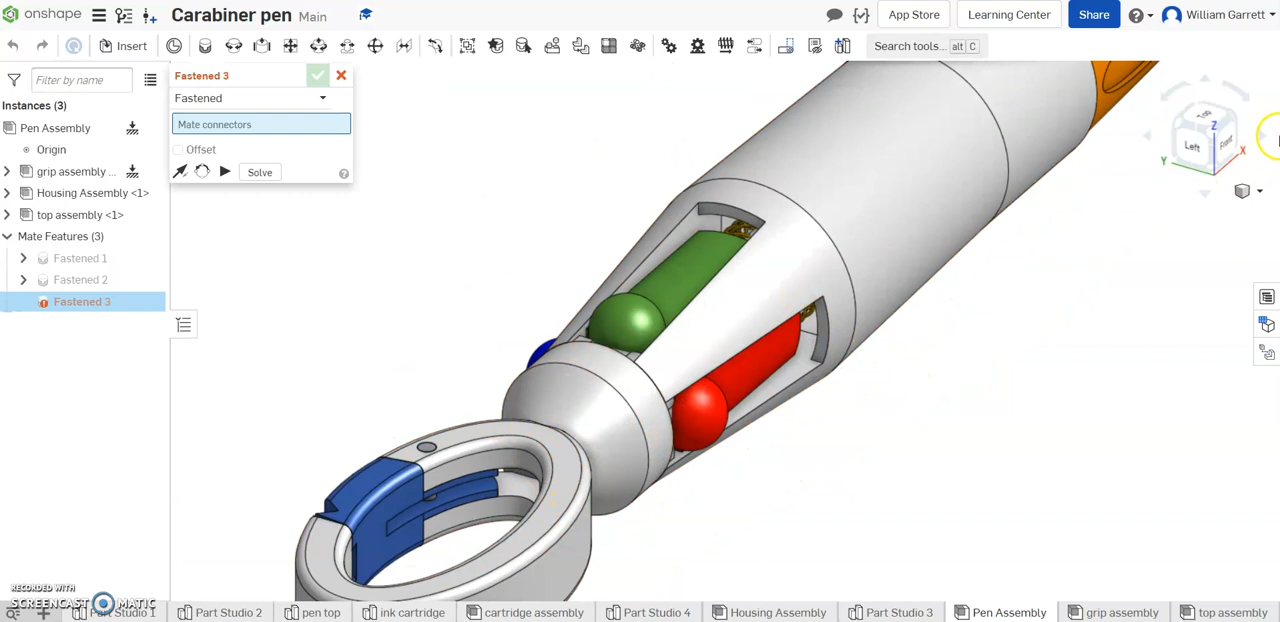 onshape
Carabiner pen Main
App Store
Learning Center
Share
William Garrett
Insert
Search tools... alt C
Filter by name
Instances (3)
Pen Assembly
Origin
grip assembly ...
Housing Assembly <1>
top assembly <1>
Mate Features (3)
Fastened 1
Fastened 2
Fastened 3
Fastened 3
Fastened
Mate connectors
Offset
Solve
Top
Left
Front
Z
Y
X
RECORDED WITH
SCREENCAST MATIC
Part Studio 1
Part Studio 2
pen top
ink cartridge
cartridge assembly
Part Studio 4
Housing Assembly
Part Studio 3
Pen Assembly
grip assembly
top assembly